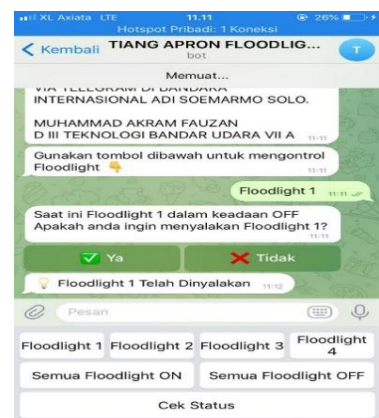 XL Axiata LTE 11.11 26%
Hotspot Pribadi: 1 Koneksi
Kembali TIANG APRON FLOODLIG... T
bot
Memuat...
VIA TELLEGRAM DI BANDARA
INTERNASIONAL ADI SOEMARMO SOLO.
MUHAMMAD AKRAM FAUZAN
D III TEKNOLOGI BANDAR UDARA VII A 11:11
Gunakan tombol dibawah untuk mengontrol
Floodlight 11:11
Floodlight 1 11:11
Saat ini Floodlight 1 dalam keadaan OFF
Apakah anda ingin menyalakan Floodlight 1?
11:11
Ya Tidak
Floodlight 1 Telah Dinyalakan 11:12
Pesan
Floodlight 1 Floodlight 2 Floodlight 3 Floodlight
4
Semua Floodlight ON Semua Floodlight OFF
Cek Status